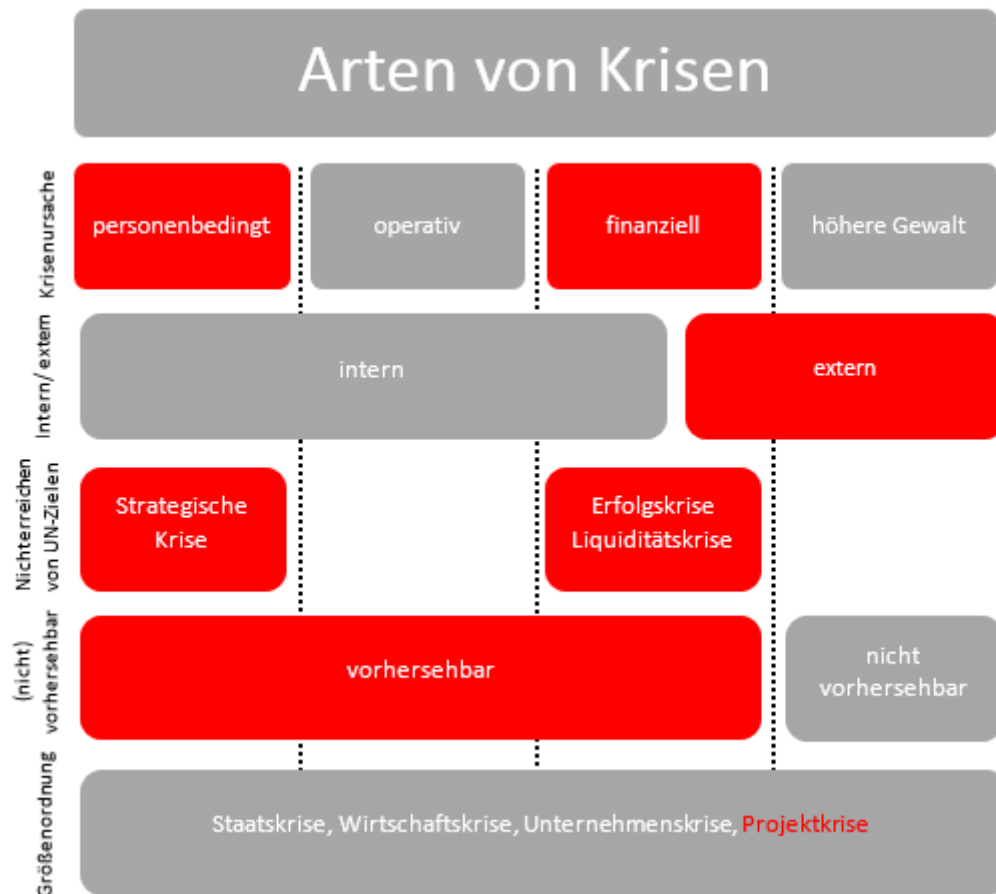 Arten von Krisen
Krisenursache
personenbedingt
operativ
finanziell
höhere Gewalt
Intern/ extern
intern
extern
Nichterreichen
von UN-Zielen
Strategische
Krise
Erfolgskrise
Liquiditätskrise
(nicht)
vorhersehbar
vorhersehbar
nicht
vorhersehbar
Größenordnung
Staatskrise, Wirtschaftskrise, Unternehmenskrise, Projektkrise